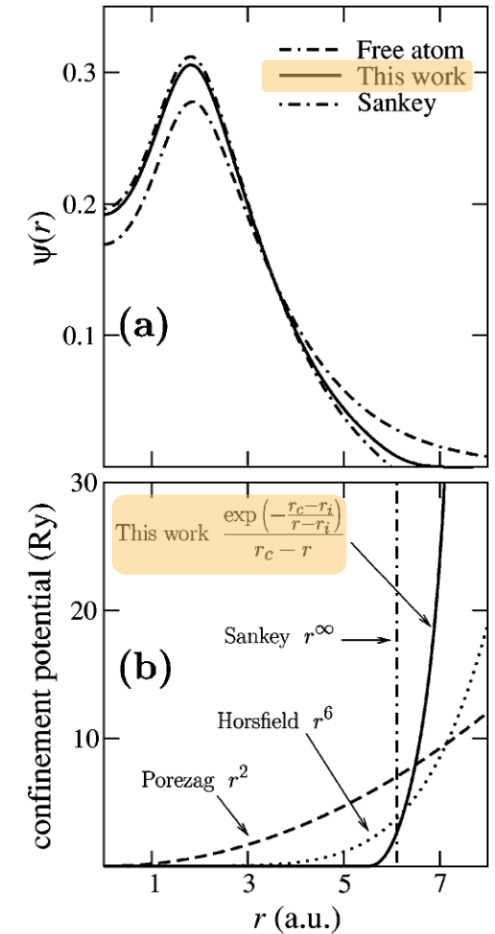 Free atom
This work
Sankey
0.3
0.2
0.1
ψ(r)
(a)
30
20
10
confinement potential (Ry)
This work exp(-(r_c-r_i)/(r-r_i))/(r_c-r)
Sankey r^∞
(b)
Horsfield r^6
Porezag r^2
1 3 5 7
r (a.u.)